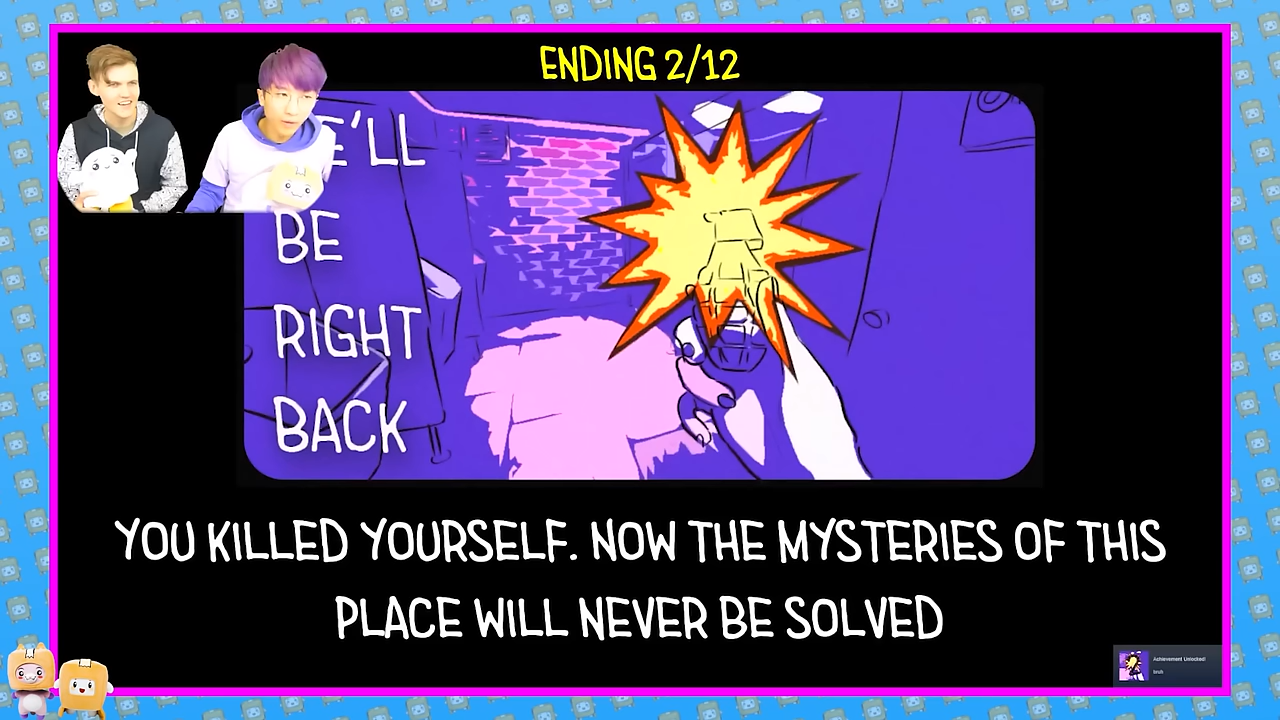 ENDING 2/12
E'LL
BE
RIGHT
BACK
YOU KILLED YOURSELF. NOW THE MYSTERIES OF THIS
PLACE WILL NEVER BE SOLVED
Achievement Unlocked!
bruh